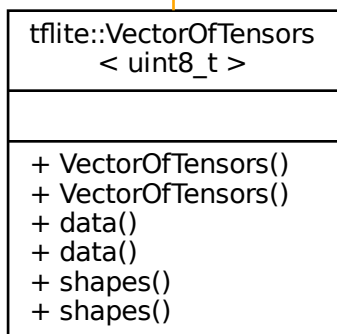 tflite::VectorOfTensors
< uint8_t >
+ VectorOfTensors()
+ VectorOfTensors()
+ data()
+ data()
+ shapes()
+ shapes()